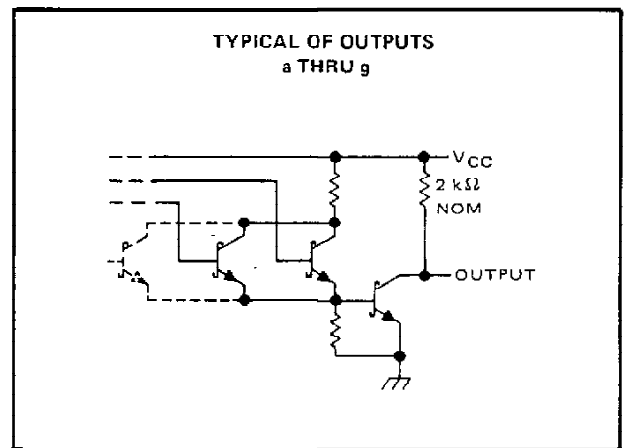 TYPICAL OF OUTPUTS
a THRU g
VCC
2 kΩ
NOM
OUTPUT